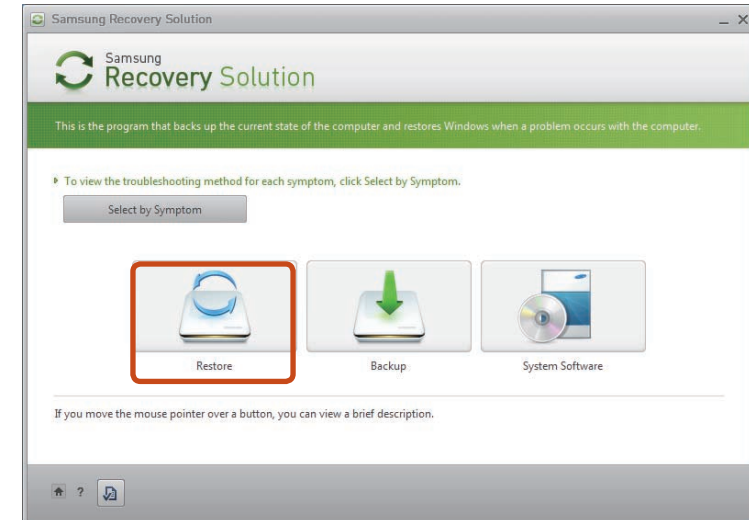 Samsung Recovery Solution
Samsung
Recovery Solution
This is the program that backs up the current state of the computer and restores Windows when a problem occurs with the computer.
To view the troubleshooting method for each symptom, click Select by Symptom.
Select by Symptom
Restore Backup System Software
If you move the mouse pointer over a button, you can view a brief description.
?